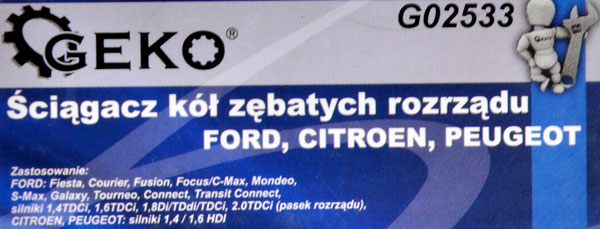 GEKO®
G02533
GEKO
Ściągacz kół zębatych rozrządu
FORD, CITROEN, PEUGEOT
Zastosowanie:
FORD: Fiesta, Courier, Fusion, Focus/C-Max, Mondeo,
S-Max, Galaxy, Tourneo, Connect, Transit Connect,
silniki 1,4TDCi, 1,6TDCi, 1,8Di/TDdi/TDCi, 2.0TDCi (pasek rozrządu),
CITROEN, PEUGEOT: silniki 1,4 / 1,6 HDI